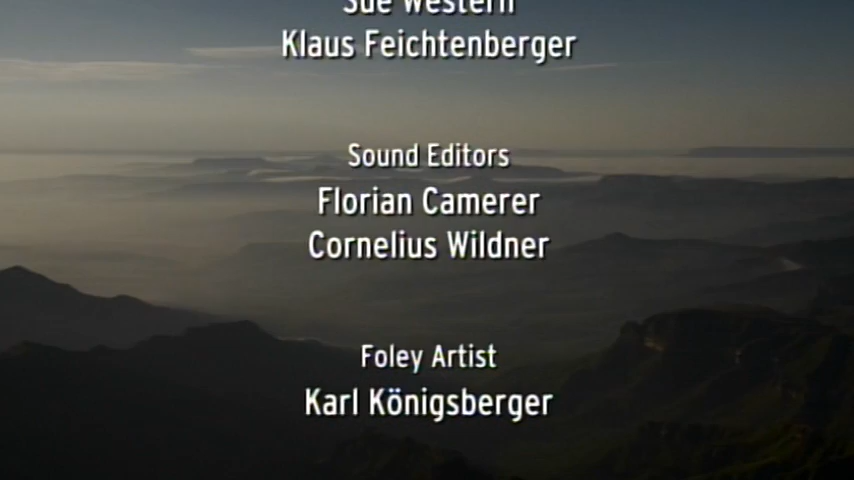 Sue Western
Klaus Feichtenberger
Sound Editors
Florian Camerer
Cornelius Wildner
Foley Artist
Karl Königsberger